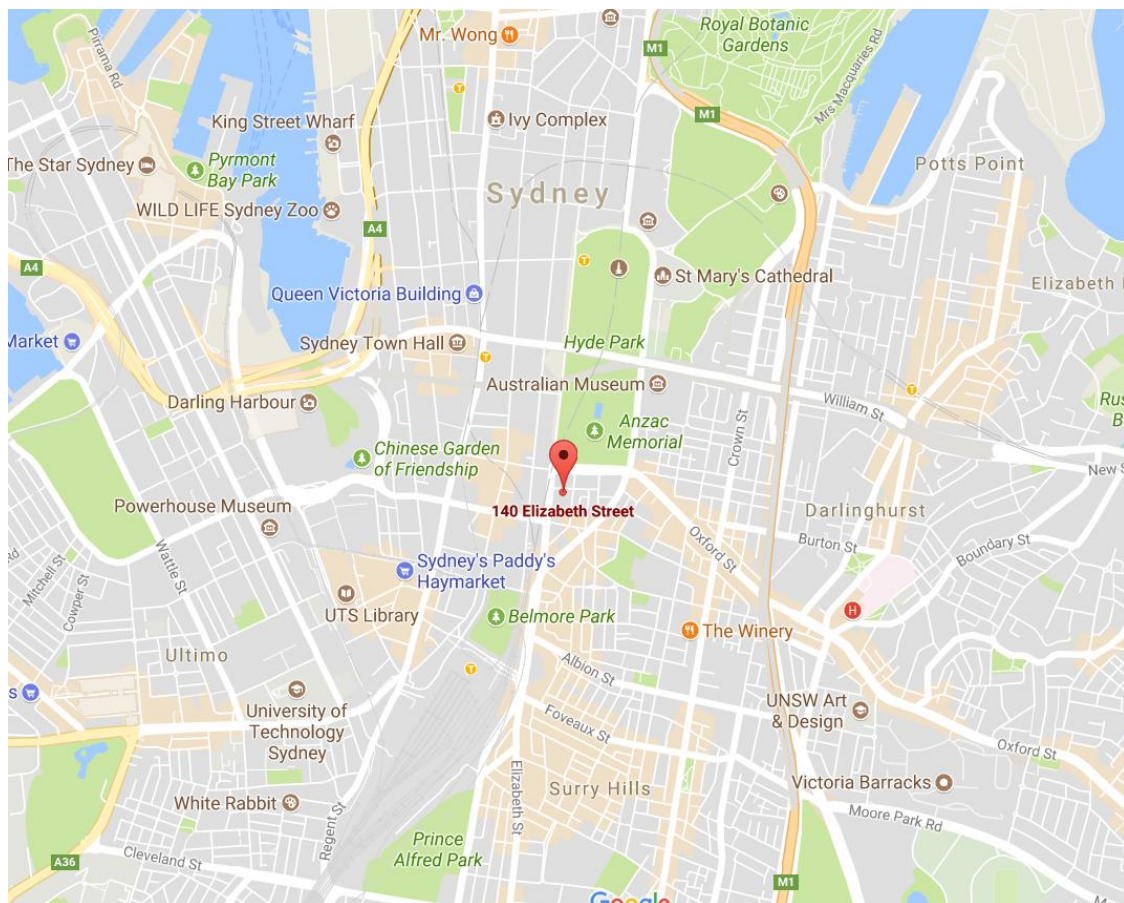 Pirrama Rd
Mr. Wong
M1
Royal Botanic
Gardens
Mrs Macquaries Rd
King Street Wharf
Ivy Complex
M1
The Star Sydney
Pyrmont
Bay Park
Sydney
Potts Point
WILD LIFE Sydney Zoo
A4
A4
St Mary's Cathedral
Queen Victoria Building
Elizabeth
Market
Sydney Town Hall
Hyde Park
Australian Museum
Darling Harbour
William St
Crown St
Anzac
Memorial
Chinese Garden
of Friendship
New S
Powerhouse Museum
140 Elizabeth Street
Darlinghurst
Oxford St
Burton St
Boundary St
Wattle St
Mitchell St
Cowper St
Rd
Sydney's Paddy's
Haymarket
UTS Library
H
Belmore Park
The Winery
Ultimo
Albion St
s
University of
Technology
Sydney
UNSW Art
& Design
Foveaux St
Oxford St
Elizabeth St
Surry Hills
Victoria Barracks
White Rabbit
Regent St
Moore Park Rd
Prince
Alfred Park
A36
Cleveland St
M1
Google